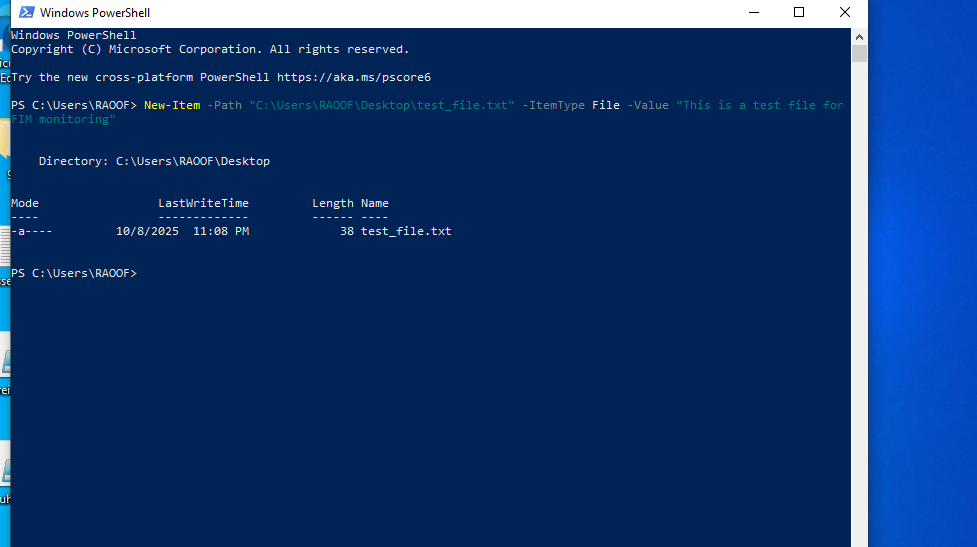 Windows PowerShell
Windows PowerShell
Copyright (C) Microsoft Corporation. All rights reserved.
Try the new cross-platform PowerShell https://aka.ms/pscore6
PS C:\Users\RAOOF> New-Item -Path "C:\Users\RAOOF\Desktop\test_file.txt" -ItemType File -Value "This is a test file for
FIM monitoring"
Directory: C:\Users\RAOOF\Desktop
Mode LastWriteTime Length Name
---- ------------- ------ ----
-a---- 10/8/2025 11:08 PM 38 test_file.txt
PS C:\Users\RAOOF>